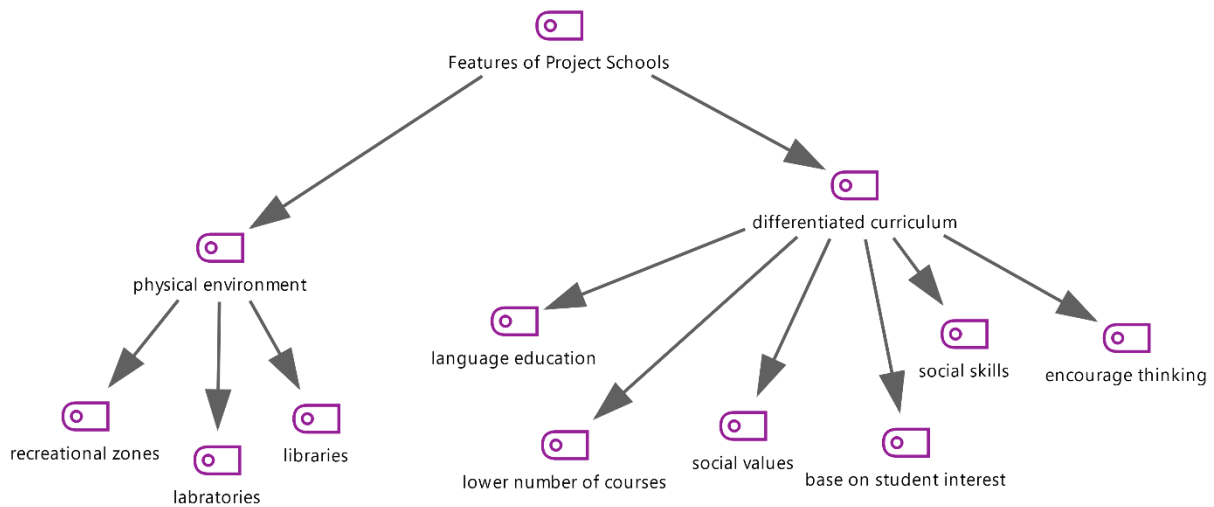 Features of Project Schools
differentiated curriculum
physical environment
language education
social skills
encourage thinking
recreational zones
libraries
labratories
lower number of courses
social values
base on student interest